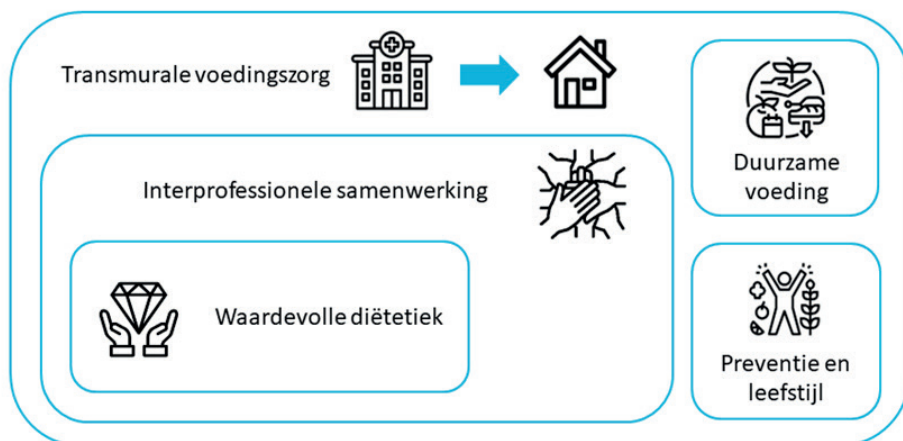 Transmurale voedingszorg
Duurzame
voeding
Interprofessionele samenwerking
Waardevolle diëtetiek
Preventie en
leefstijl